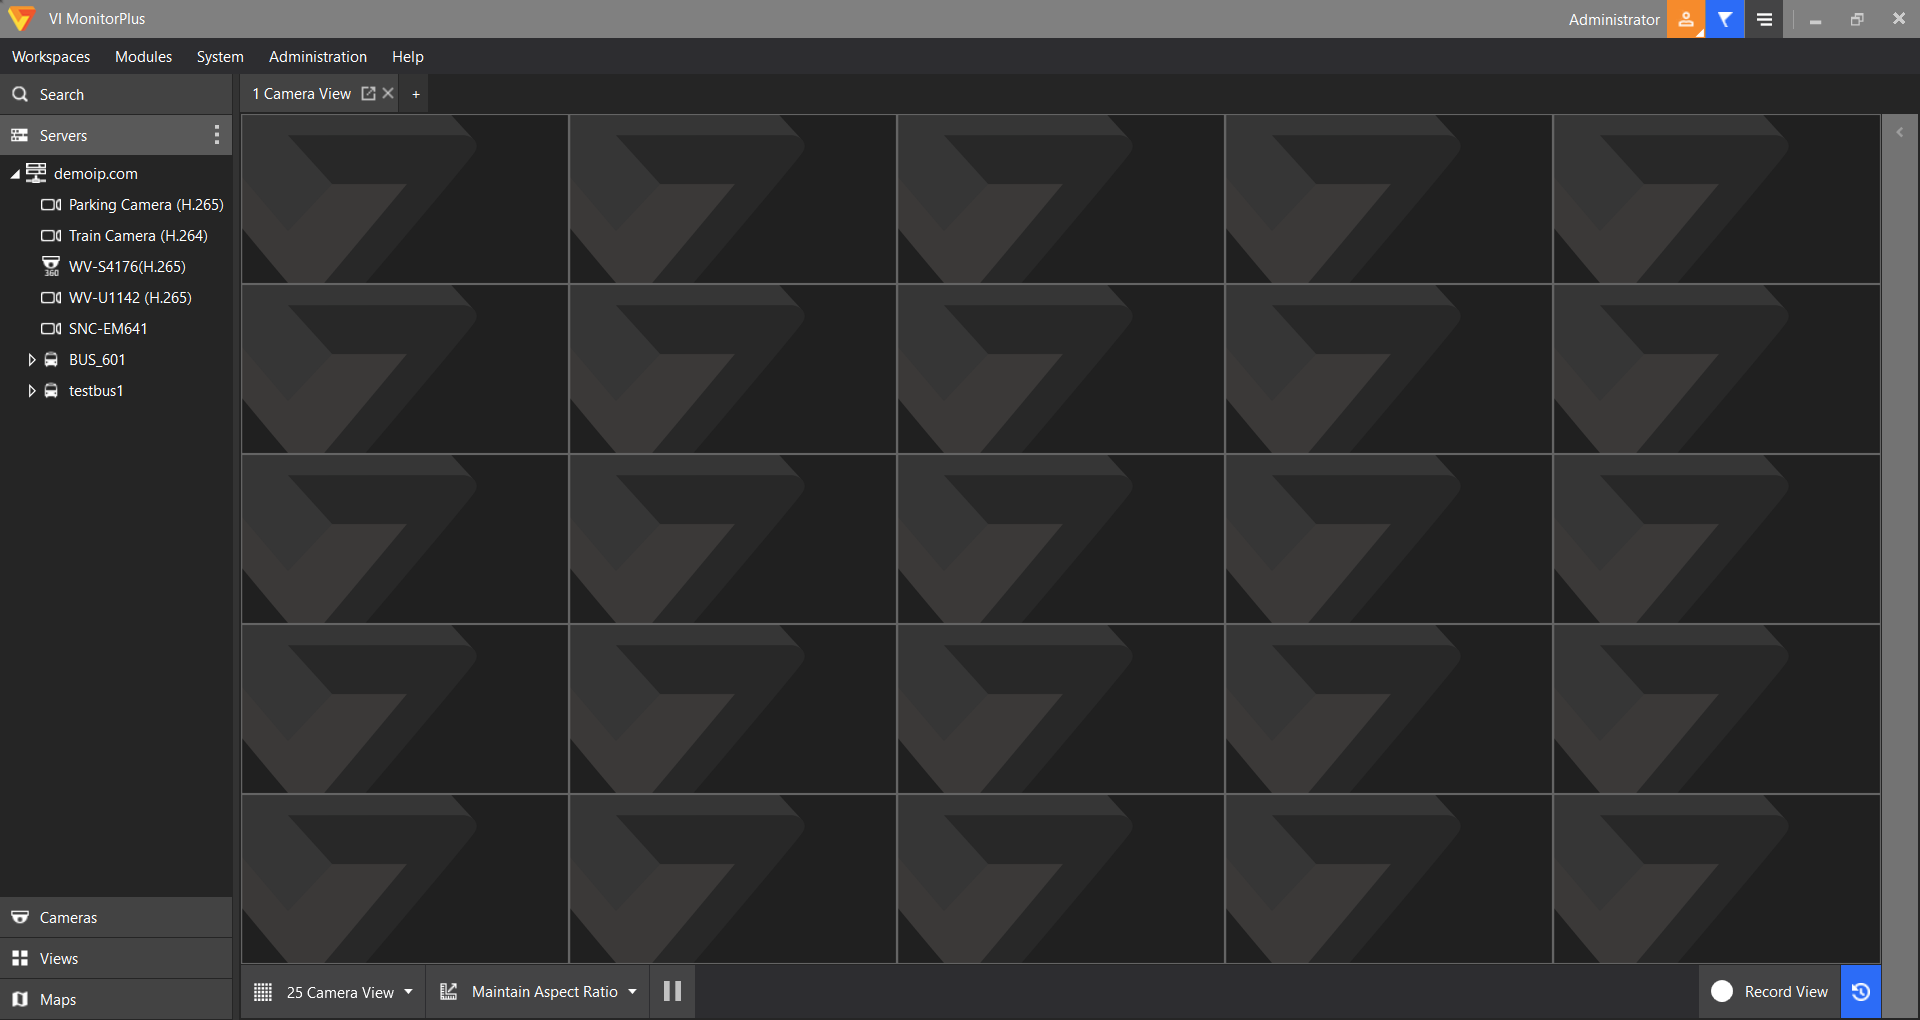 VI MonitorPlus
Administrator
Workspaces Modules System Administration Help
Search
1 Camera View +
Servers
demoip.com
Parking Camera (H.265)
Train Camera (H.264)
360 WV-S4176(H.265)
WV-U1142 (H.265)
SNC-EM641
BUS_601
testbus1
Cameras
Views
Maps
25 Camera View
Maintain Aspect Ratio
Record View